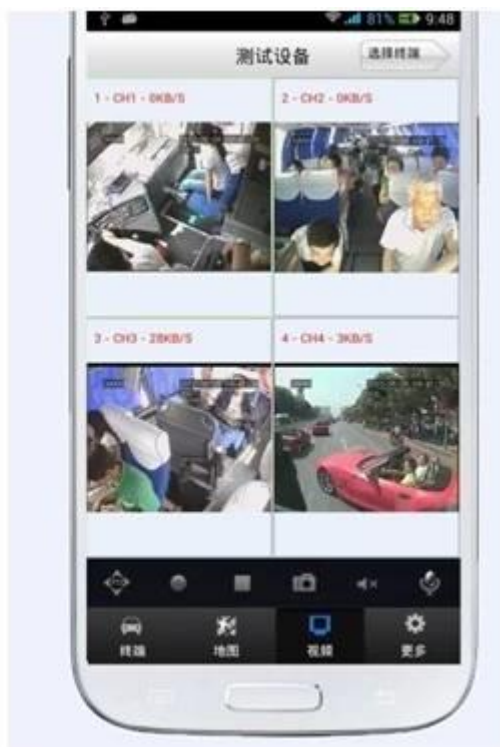 81% 9:48
测试设备
选择终端
1 - CH1 - 0KB/S
2 - CH2 - 0KB/S
3 - CH3 - 28KB/S
4 - CH4 - 3KB/S
终端
地图
视频
更多